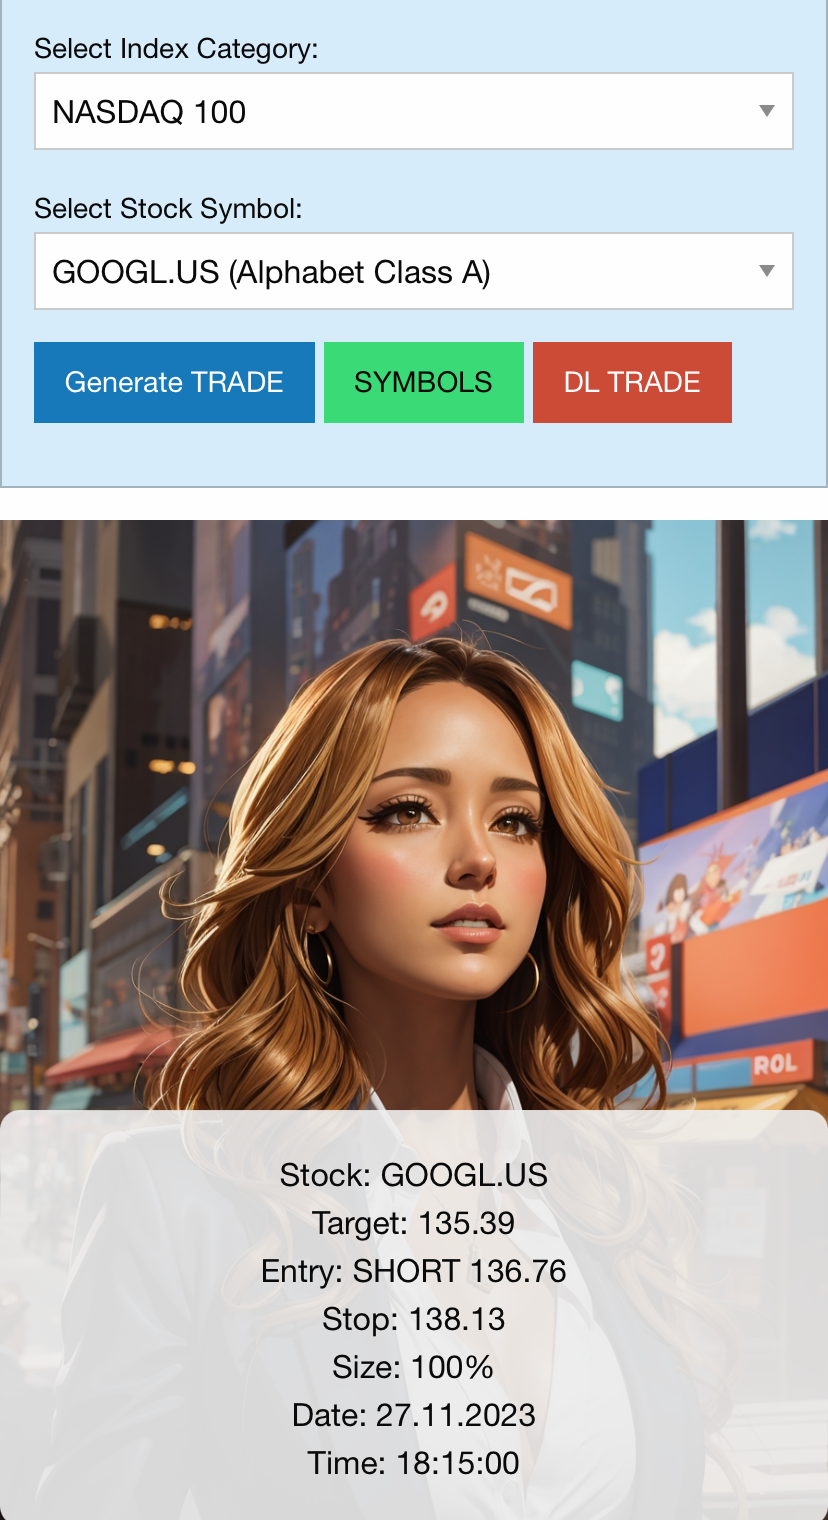 Select Index Category:
NASDAQ 100
Select Stock Symbol:
GOOGL.US (Alphabet Class A)
Generate TRADE
SYMBOLS
DL TRADE
ROL
Stock: GOOGL.US
Target: 135.39
Entry: SHORT 136.76
Stop: 138.13
Size: 100%
Date: 27.11.2023
Time: 18:15:00